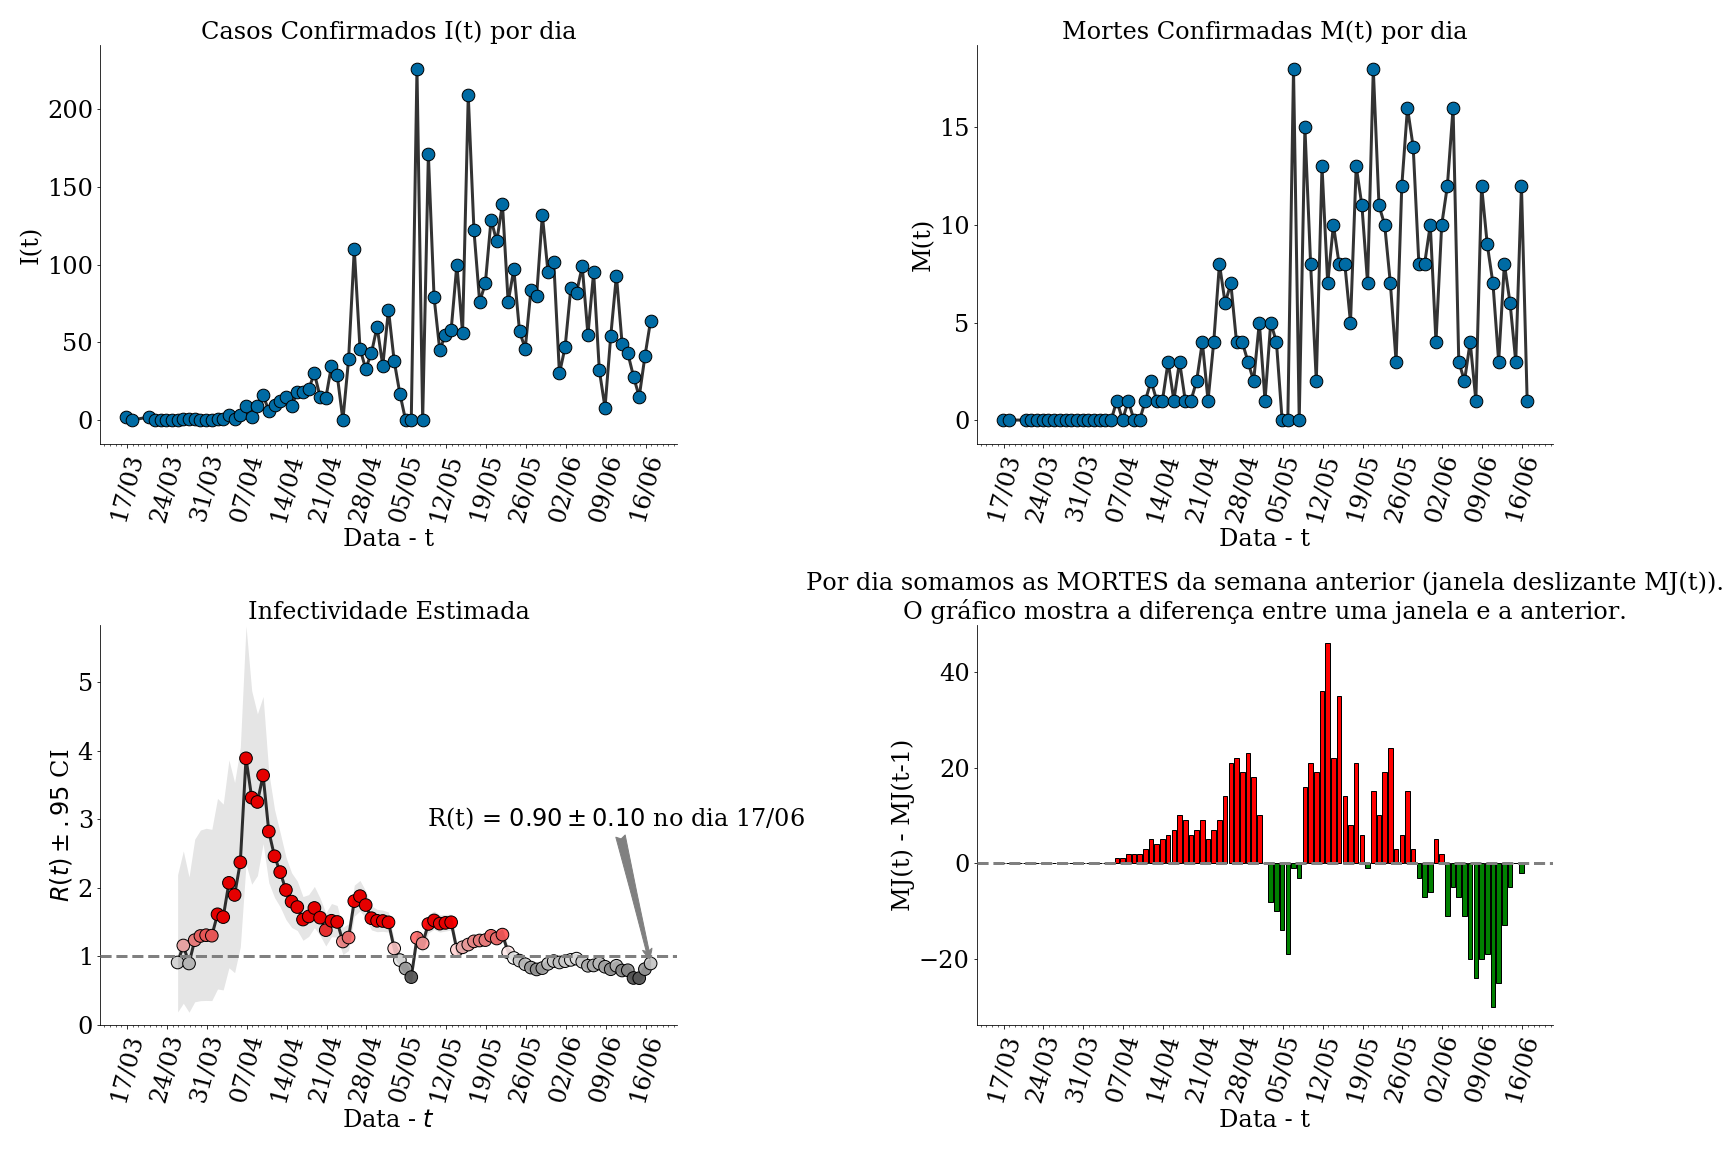 Casos Confirmados I(t) por dia
I(t)
200
150
100
50
0
17/03 24/03 31/03 07/04 14/04 21/04 28/04 05/05 12/05 19/05 26/05 02/06 09/06 16/06
Data - t
Mortes Confirmadas M(t) por dia
M(t)
15
10
5
0
17/03 24/03 31/03 07/04 14/04 21/04 28/04 05/05 12/05 19/05 26/05 02/06 09/06 16/06
Data - t
Infectividade Estimada
R(t) ± .95 CI
5
4
3
2
1
0
R(t) = 0.90 ± 0.10 no dia 17/06
17/03 24/03 31/03 07/04 14/04 21/04 28/04 05/05 12/05 19/05 26/05 02/06 09/06 16/06
Data - t
Por dia somamos as MORTES da semana anterior (janela deslizante MJ(t)).
O gráfico mostra a diferença entre uma janela e a anterior.
MJ(t) - MJ(t-1)
40
20
0
−20
17/03 24/03 31/03 07/04 14/04 21/04 28/04 05/05 12/05 19/05 26/05 02/06 09/06 16/06
Data - t